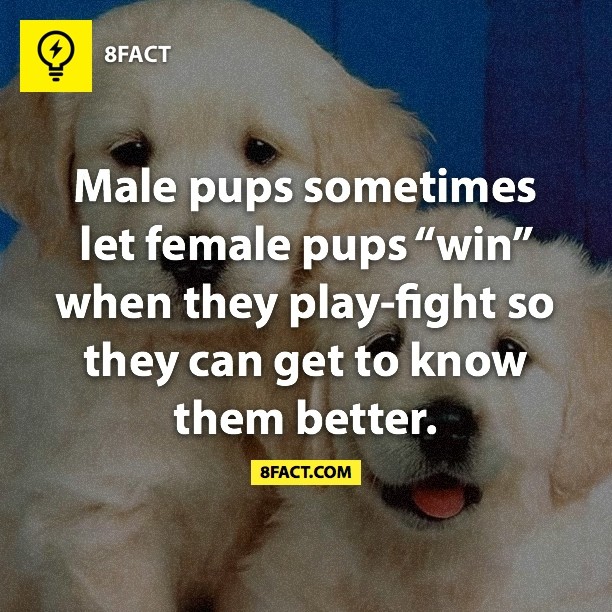 8FACT
Male pups sometimes
let female pups “win”
when they play-fight so
they can get to know
them better.
8FACT.COM